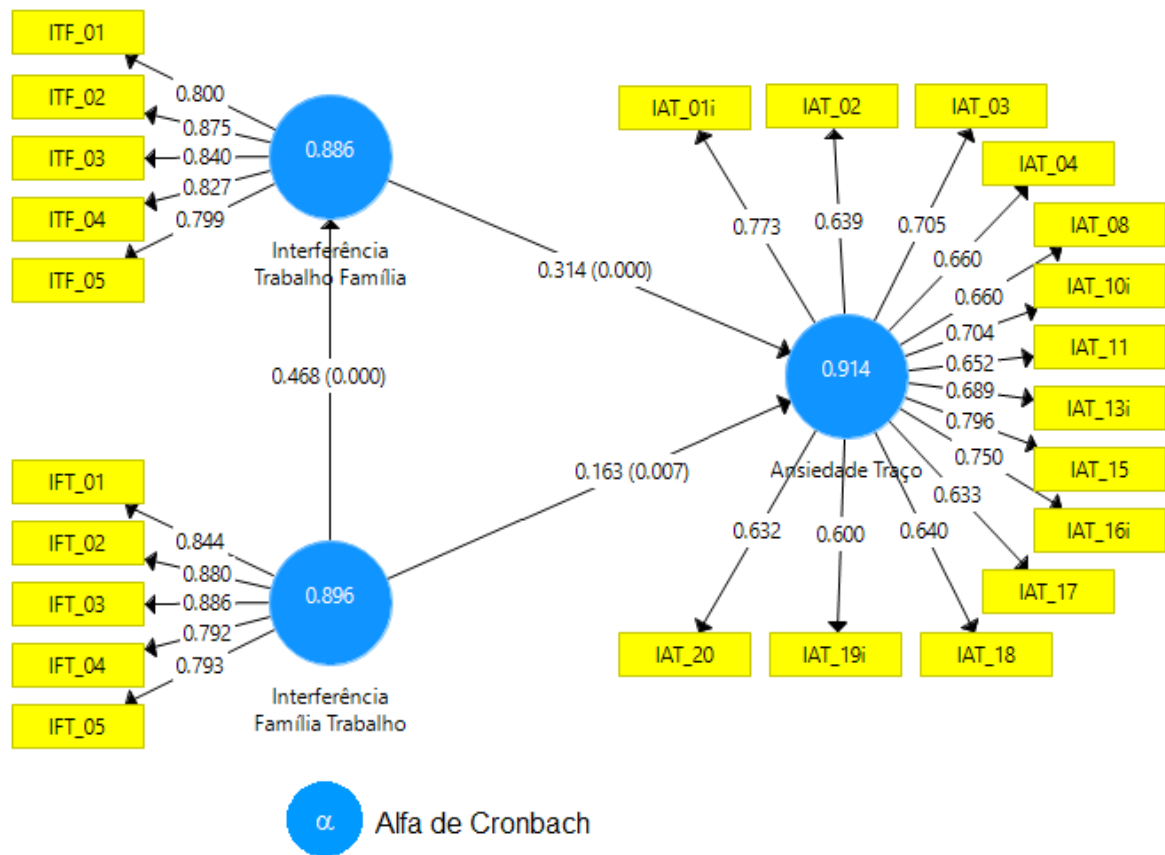 ITF_01
ITF_02
ITF_03
ITF_04
ITF_05
0.800
0.875
0.840
0.827
0.799
0.886
Interferência
Trabalho Família
0.314 (0.000)
0.468 (0.000)
IFT_01
IFT_02
IFT_03
IFT_04
IFT_05
0.844
0.880
0.886
0.792
0.793
0.896
Interferência
Família Trabalho
0.163 (0.007)
IAT_01i
IAT_02
IAT_03
IAT_04
IAT_08
IAT_10i
IAT_11
IAT_13i
IAT_15
IAT_16i
IAT_17
IAT_18
IAT_19i
IAT_20
0.773
0.639
0.705
0.660
0.660
0.704
0.652
0.689
0.796
0.750
0.633
0.640
0.600
0.632
0.914
Ansiedade Traço
α Alfa de Cronbach